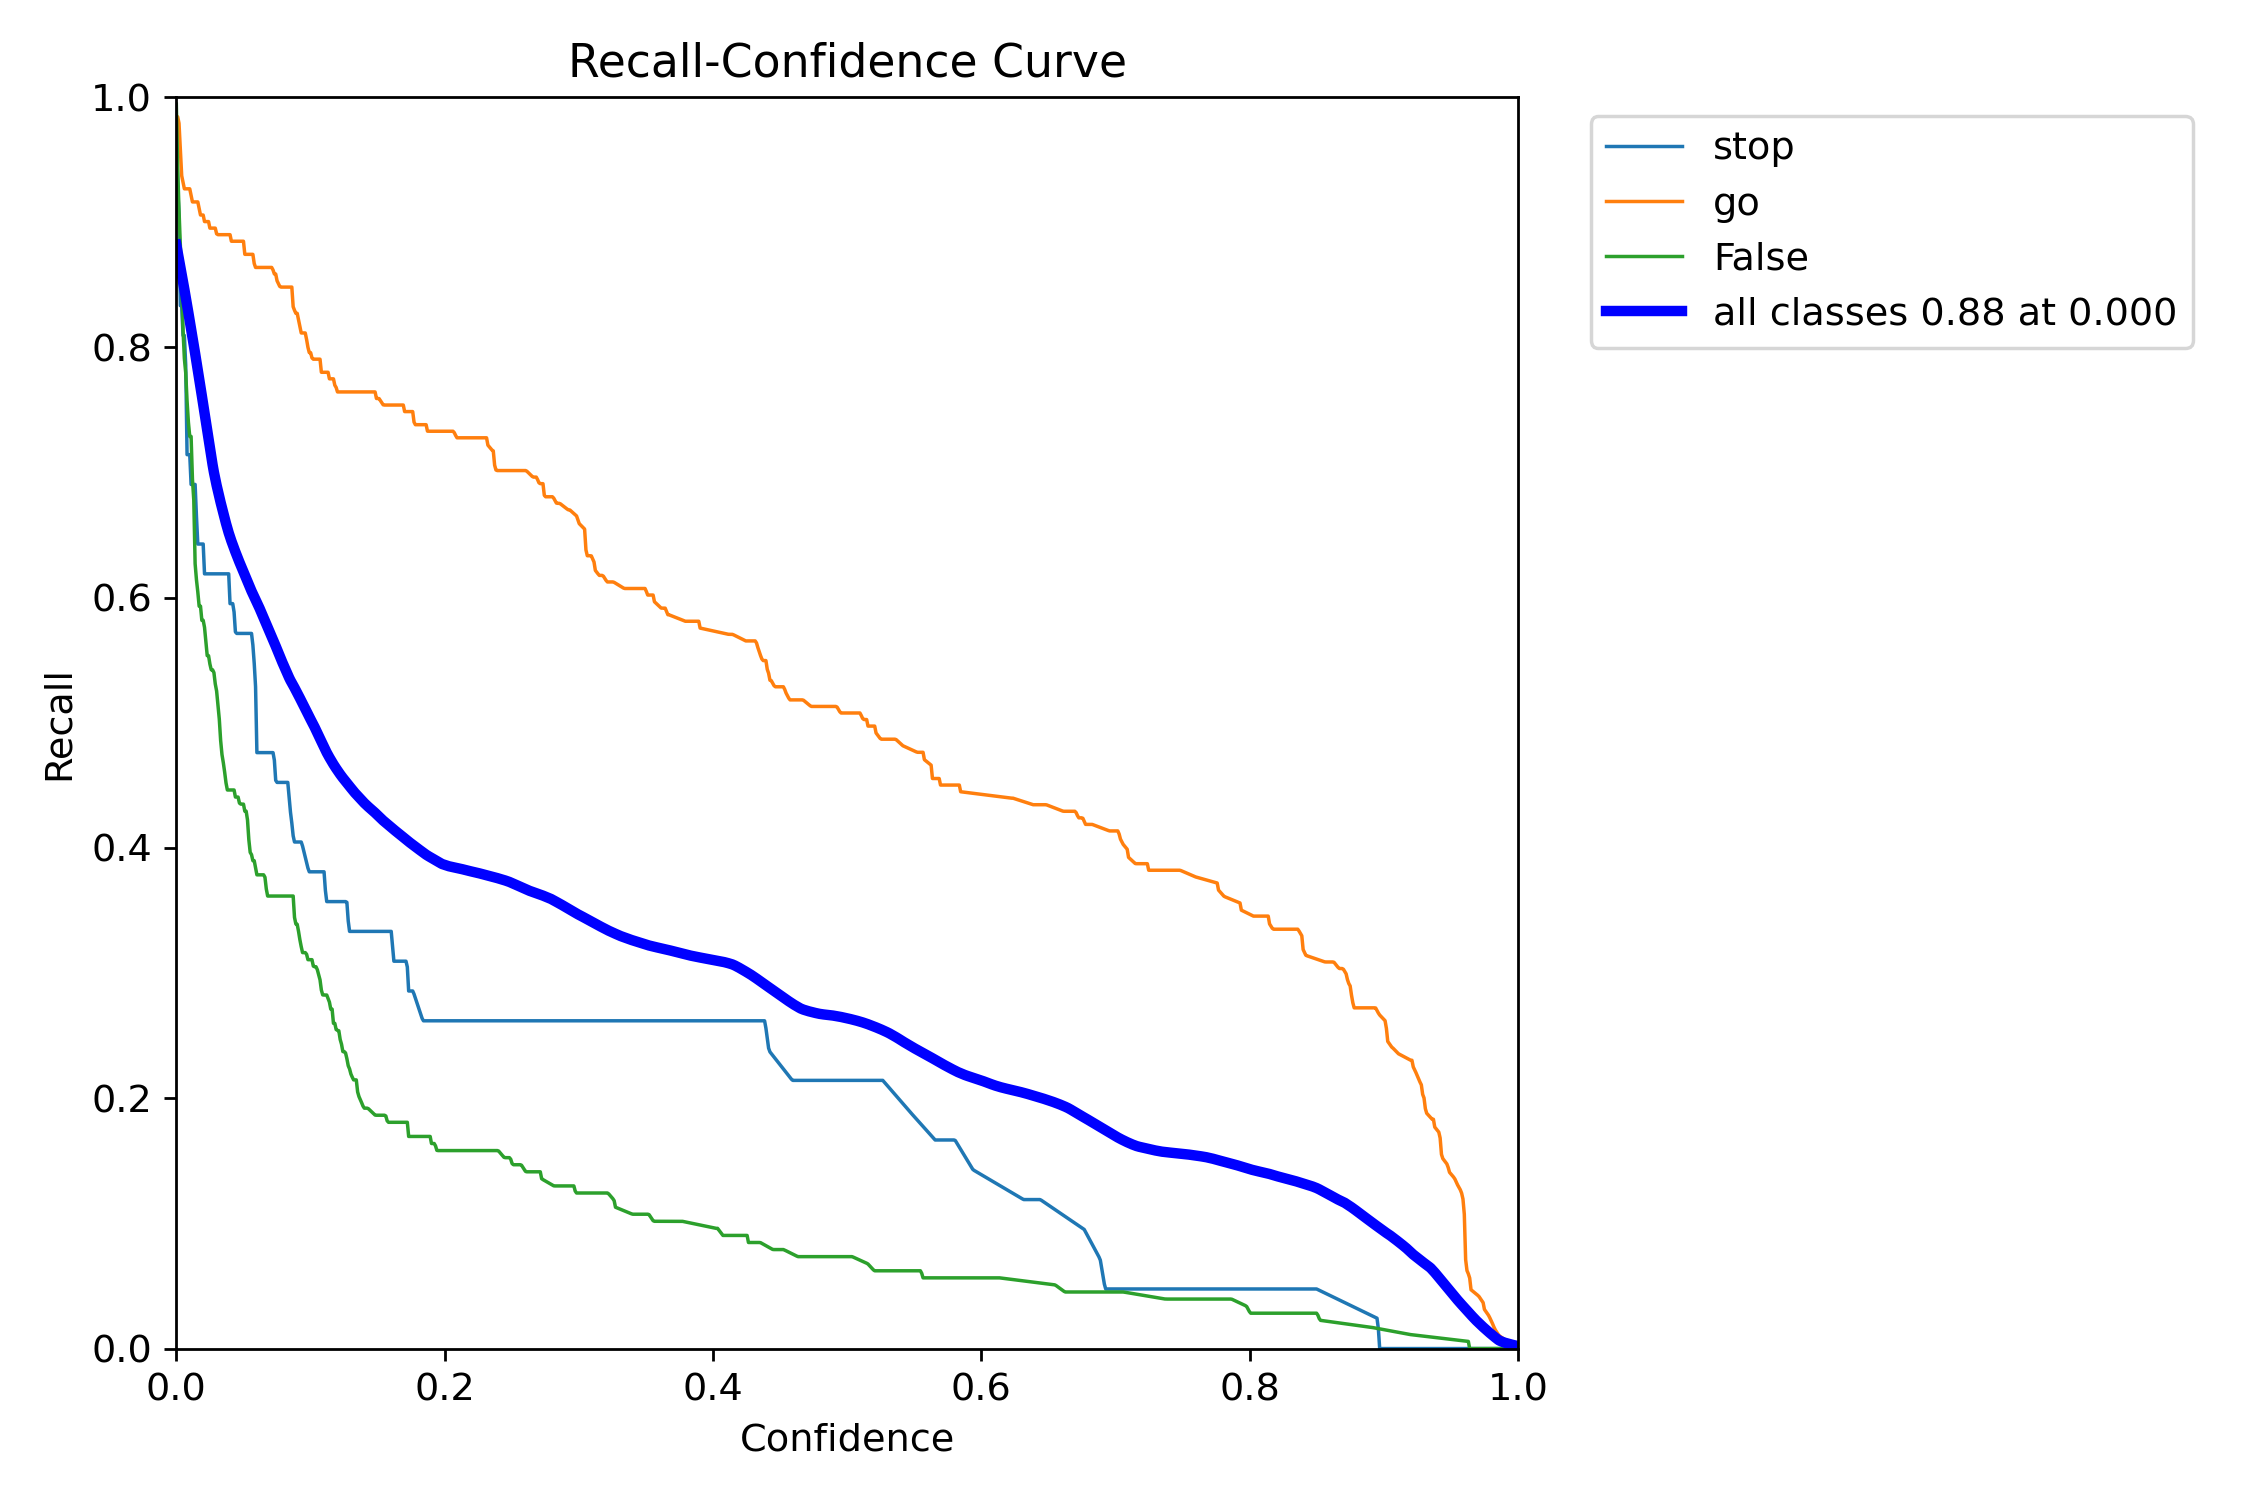 Recall-Confidence Curve
1.0
0.8
0.6
0.4
0.2
0.0
Recall
0.0 0.2 0.4 0.6 0.8 1.0
Confidence
stop
go
False
all classes 0.88 at 0.000